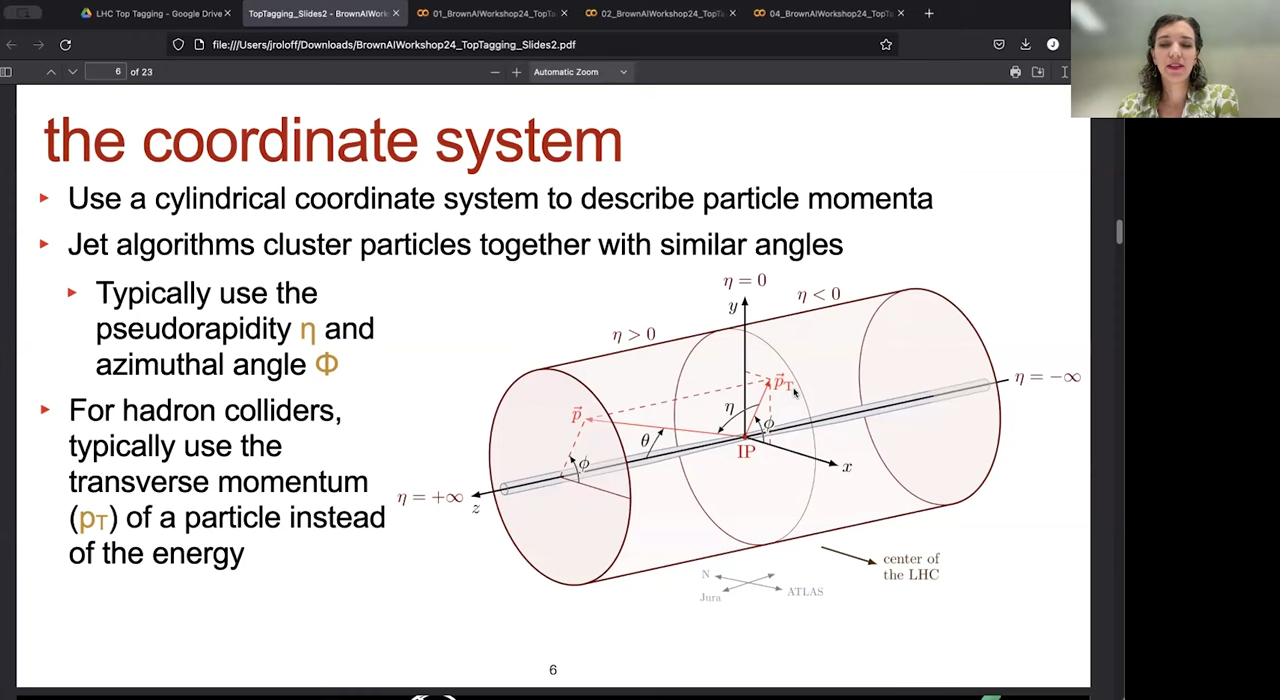 LHC Top Tagging - Google Drive
TopTagging_Slides2 - BrownAIWork
01_BrownAIWorkshop24_TopTa
02_BrownAIWorkshop24_TopTa
04_BrownAIWorkshop24_TopTa
file:///Users/jroloff/Downloads/BrownAIWorkshop24_TopTagging_Slides2.pdf
J
6 of 23
Automatic Zoom
the coordinate system
Use a cylindrical coordinate system to describe particle momenta
Jet algorithms cluster particles together with similar angles
Typically use the
pseudorapidity η and
azimuthal angle Φ
For hadron colliders,
typically use the
transverse momentum
(pT) of a particle instead
of the energy
η = 0
η < 0
y
η > 0
η = −∞
p⃗T
p⃗
η
ϕ
θ
IP
ϕ
x
η = +∞
z
center of
the LHC
N
Jura
ATLAS
6